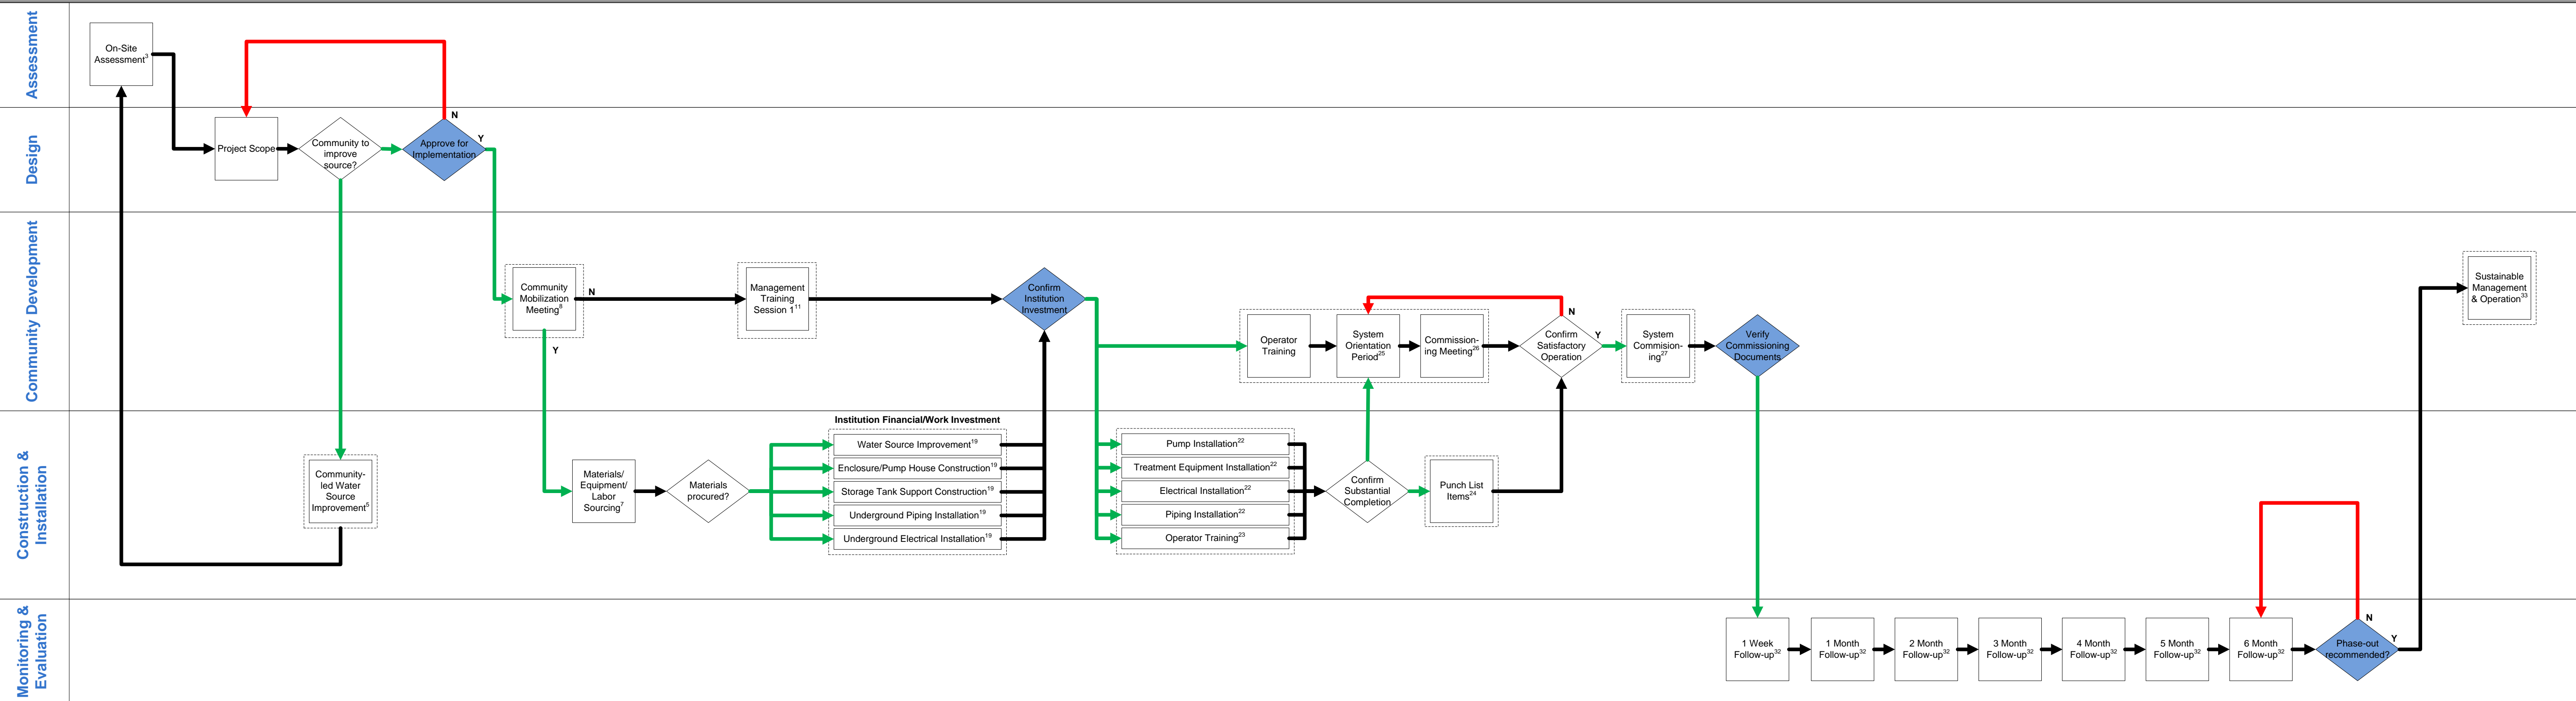 Assessment
On-Site
Assessment3
Design
Project Scope
Community to
improve
source?
N
Y
Approve for
Implementation
Community Development
Community
Mobilization
Meeting8
N
Y
Management
Training
Session 111
Confirm
Institution
Investment
Operator
Training
System
Orientation
Period25
Commission-
ing Meeting26
N
Y
Confirm
Satisfactory
Operation
System
Commision-
ing27
Verify
Commissioning
Documents
Sustainable
Management
& Operation33
Construction &
Installation
Community-
led Water
Source
Improvement5
Materials/
Equipment/
Labor
Sourcing7
Materials
procured?
Institution Financial/Work Investment
Water Source Improvement19
Enclosure/Pump House Construction19
Storage Tank Support Construction19
Underground Piping Installation19
Underground Electrical Installation19
Pump Installation22
Treatment Equipment Installation22
Electrical Installation22
Piping Installation22
Operator Training23
Confirm
Substantial
Completion
Punch List
Items24
Monitoring &
Evaluation
1 Week
Follow-up32
1 Month
Follow-up32
2 Month
Follow-up32
3 Month
Follow-up32
4 Month
Follow-up32
5 Month
Follow-up32
6 Month
Follow-up32
N
Y
Phase-out
recommended?